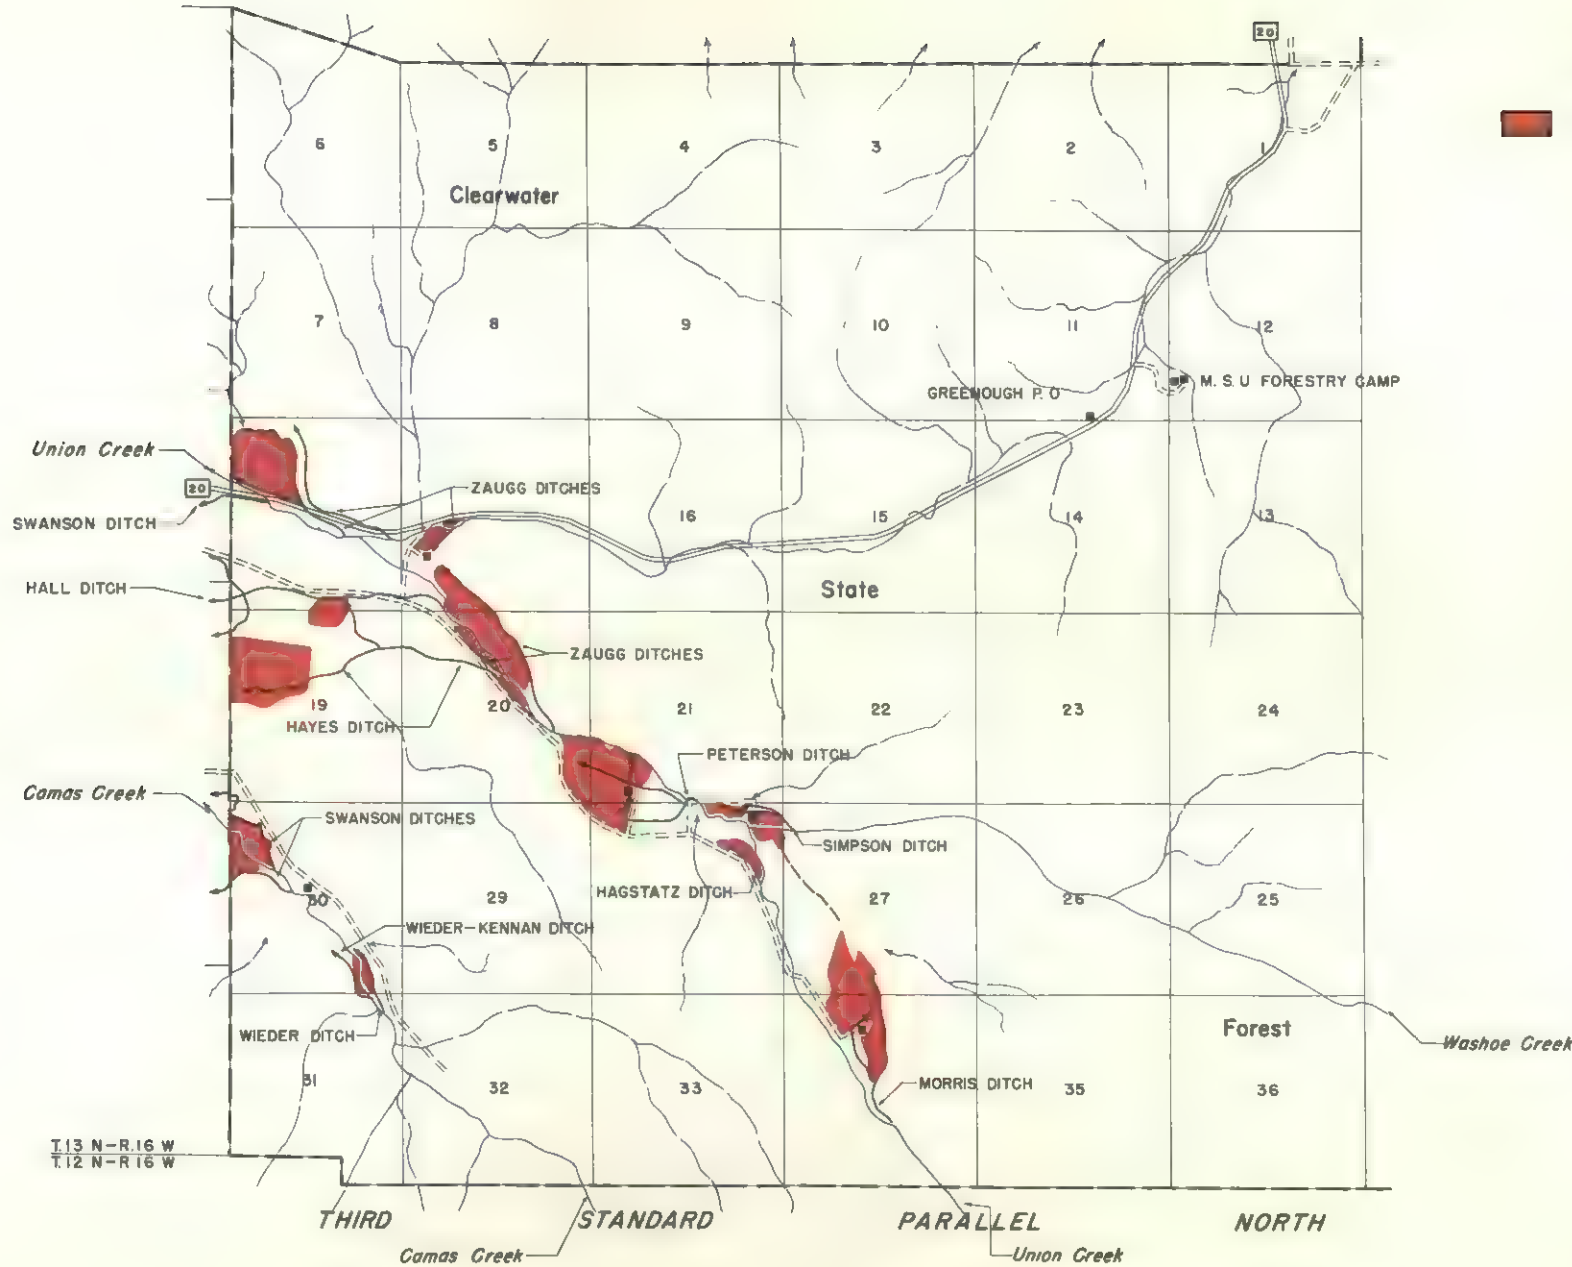 20
6 5 4 3 2 1
Clearwater
7 8 9 10 11 12
GREENOUGH P. O
M. S. U FORESTRY CAMP
Union Creek
20
ZAUGG DITCHES
SWANSON DITCH
16 15 14 13
HALL DITCH
State
ZAUGG DITCHES
19 20 21 22 23 24
HAYES DITCH
PETERSON DITCH
Camas Creek
SWANSON DITCHES
SIMPSON DITCH
HAGSTATZ DITCH
30 29 27 26 25
WIEDER-KENNAN DITCH
WIEDER DITCH
Forest
Washoe Creek
31 32 33 35 36
MORRIS DITCH
T.13 N-R.16 W
T.12 N-R 16 W
THIRD STANDARD PARALLEL NORTH
Camas Creek
Union Creek